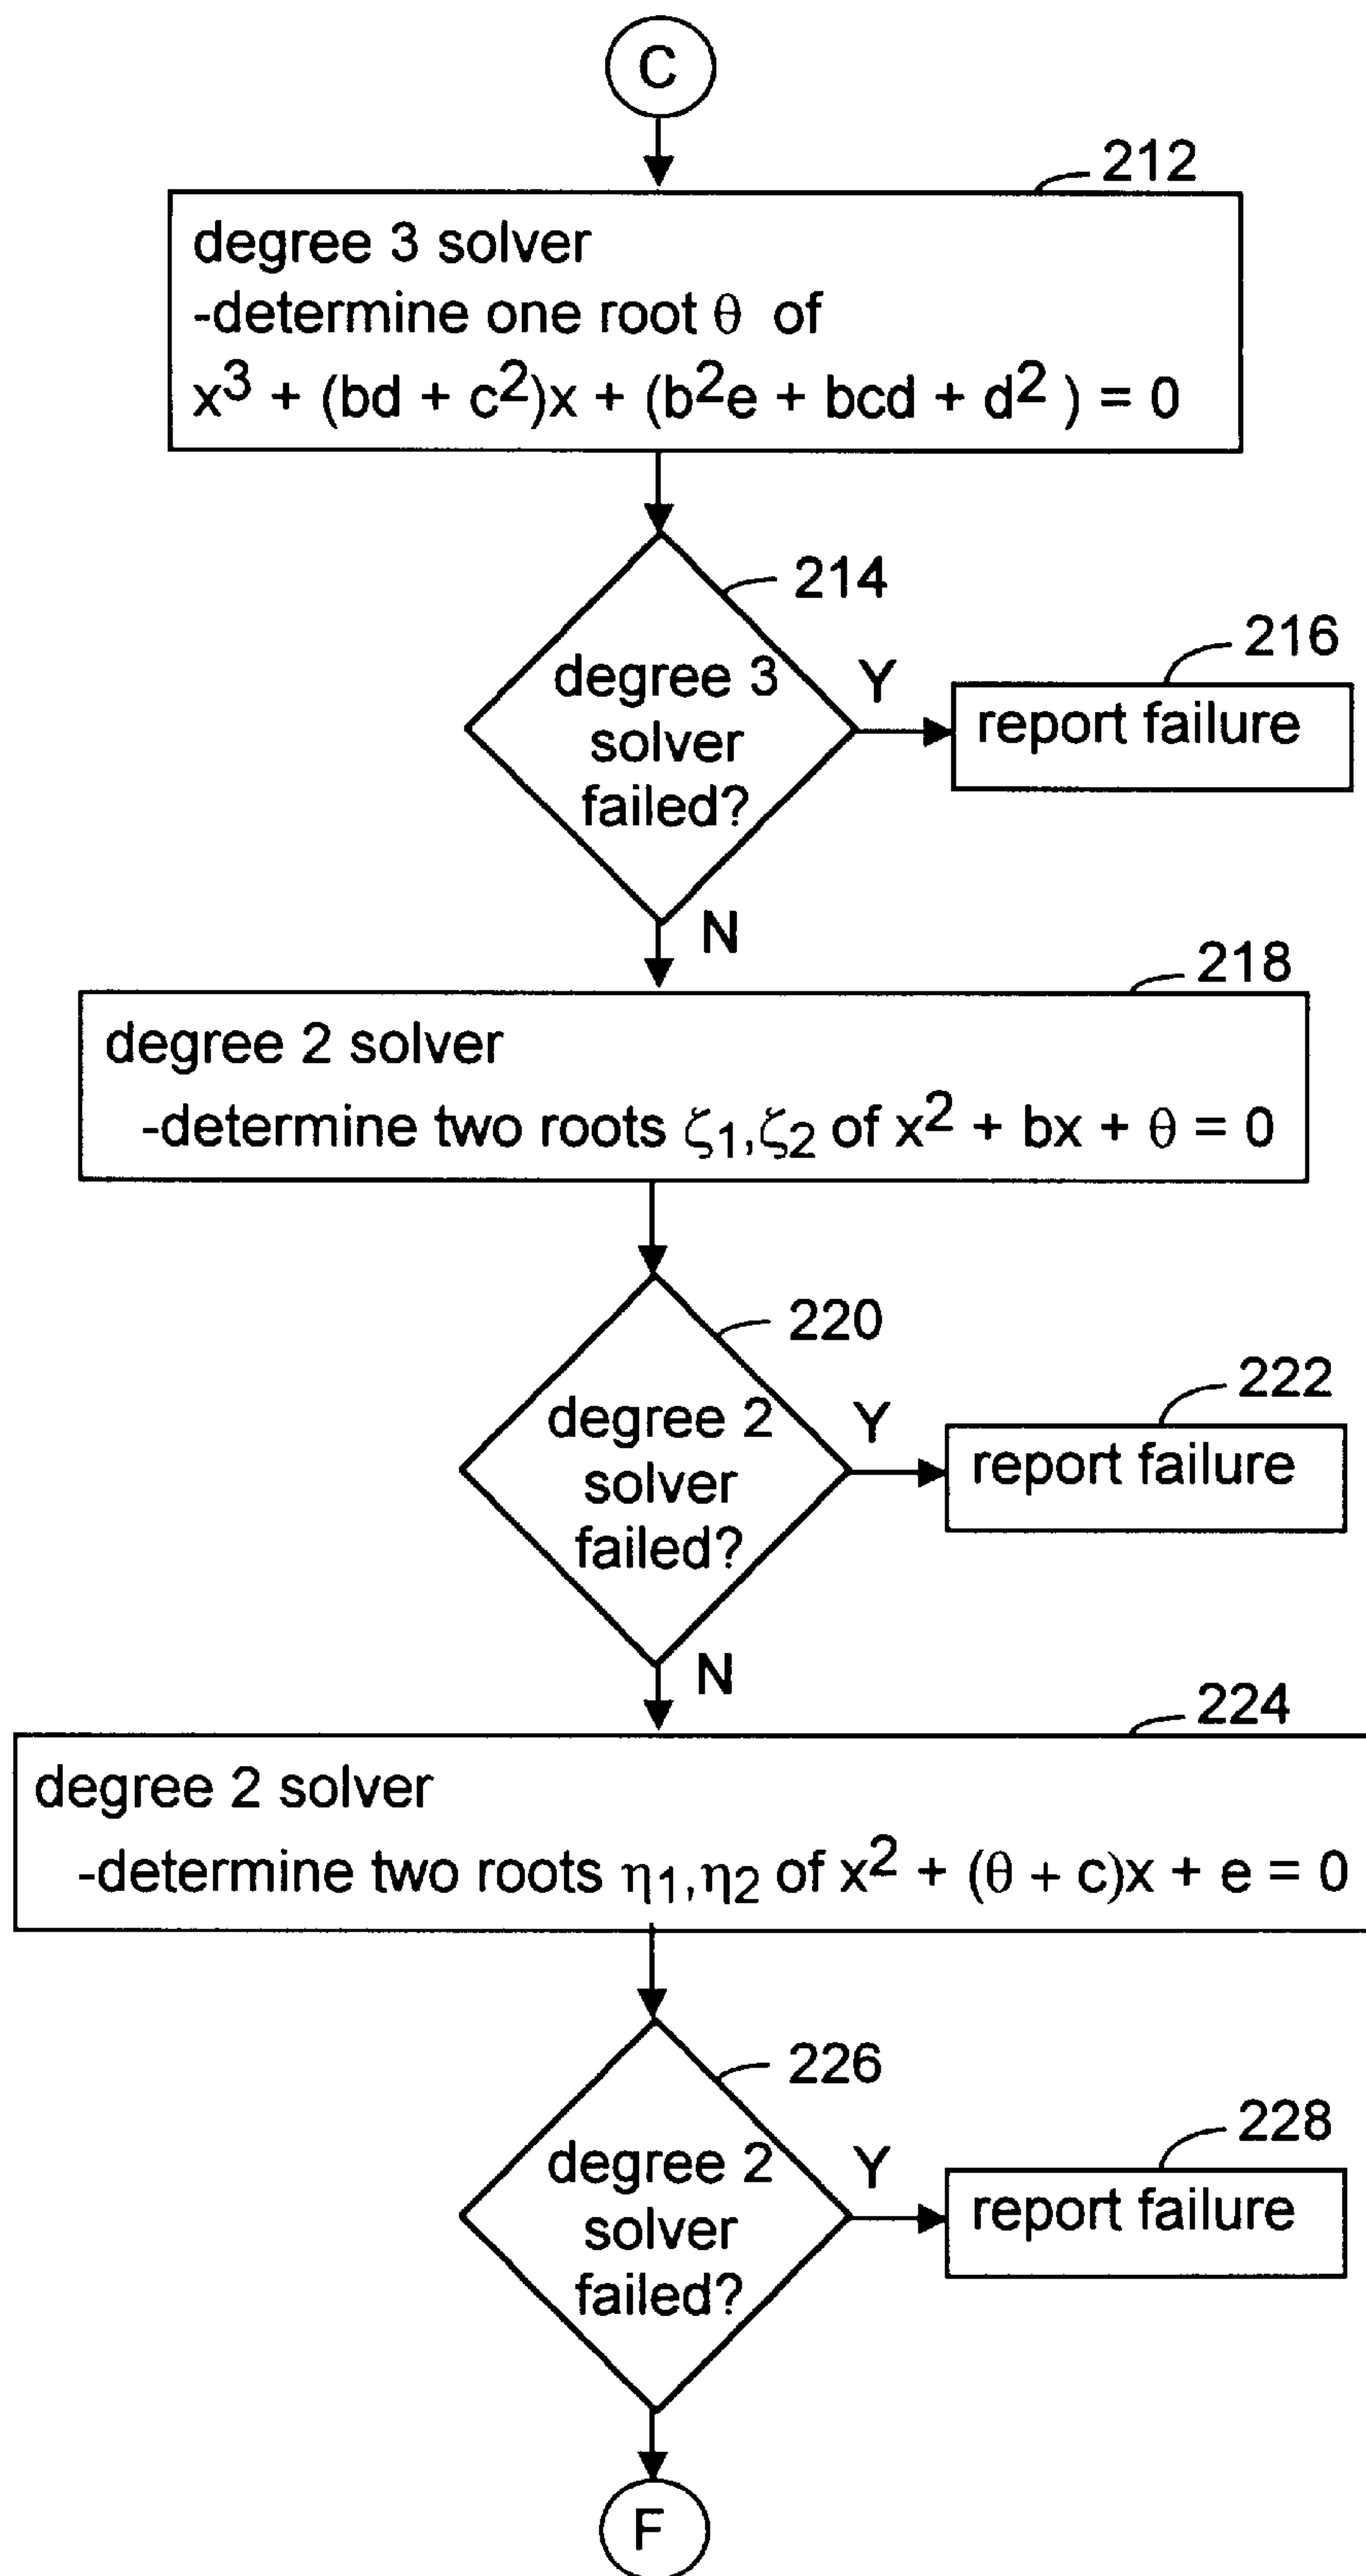 C
212
degree 3 solver
-determine one root θ of
x³ + (bd + c²)x + (b²e + bcd + d² ) = 0
214
degree 3
solver
failed?
Y
216
report failure
N
218
degree 2 solver
-determine two roots ζ₁,ζ₂ of x² + bx + θ = 0
220
degree 2
solver
failed?
Y
222
report failure
N
224
degree 2 solver
-determine two roots η₁,η₂ of x² + (θ + c)x + e = 0
226
degree 2
solver
failed?
Y
228
report failure
F